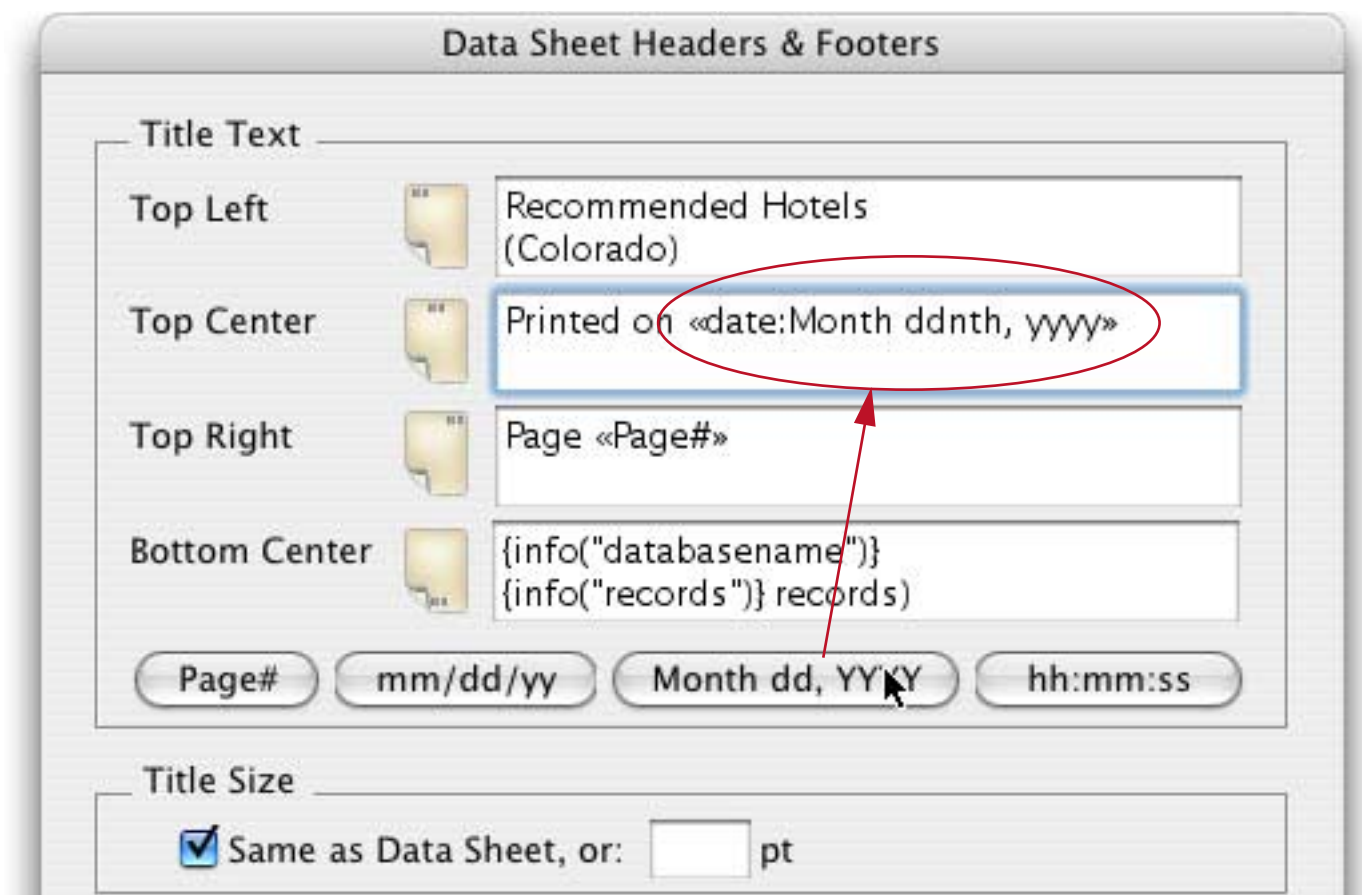 Data Sheet Headers & Footers
Title Text
Top Left
Recommended Hotels
(Colorado)
Top Center
Printed on «date:Month ddnth, yyyy»
Top Right
Page «Page#»
Bottom Center
{info("databasename")}
{info("records")} records)
Page# mm/dd/yy Month dd, YYYY hh:mm:ss
Title Size
Same as Data Sheet, or: pt